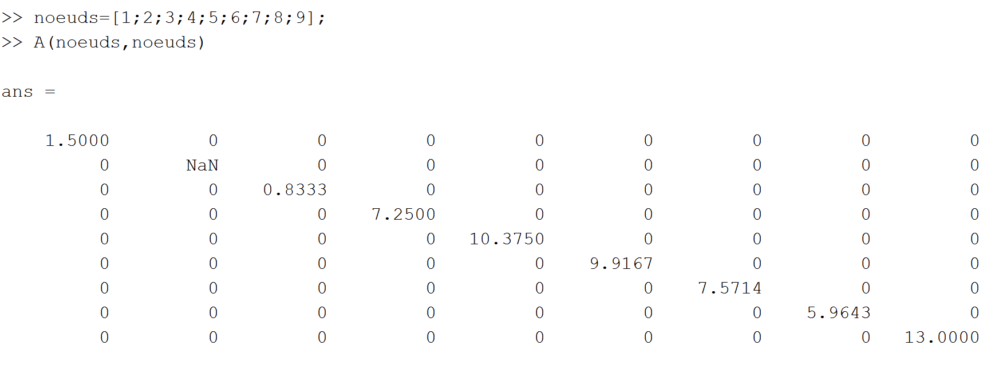 >> noeuds=[1;2;3;4;5;6;7;8;9];
>> A(noeuds,noeuds)
ans =
1.5000 0 0 0 0 0 0 0 0
0 NaN 0 0 0 0 0 0 0
0 0 0.8333 0 0 0 0 0 0
0 0 0 7.2500 0 0 0 0 0
0 0 0 0 10.3750 0 0 0 0
0 0 0 0 0 9.9167 0 0 0
0 0 0 0 0 0 7.5714 0 0
0 0 0 0 0 0 0 5.9643 0
0 0 0 0 0 0 0 0 13.0000